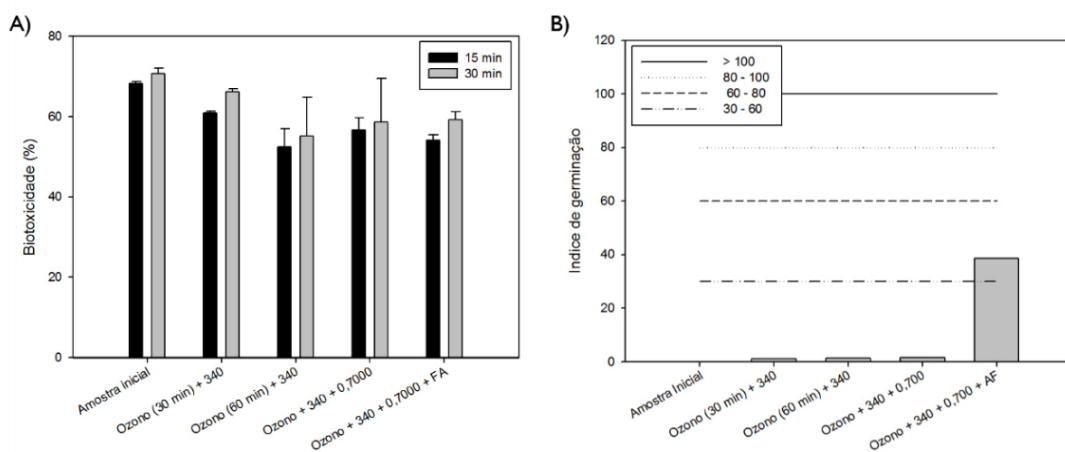 A)
80
60
40
20
0
Biotoxicidade (%)
15 min
30 min
Amostra inicial
Ozono (30 min) + 340
Ozono (60 min) + 340
Ozono + 340 + 0,7000
Ozono + 340 + 0,7000 + FA
B)
120
100
80
60
40
20
0
Indice de germinação
> 100
80 - 100
60 - 80
30 - 60
Amostra Inicial
Ozono (30 min) + 340
Ozono (60 min) + 340
Ozono + 340 + 0,700
Ozono + 340 + 0,700 + AF